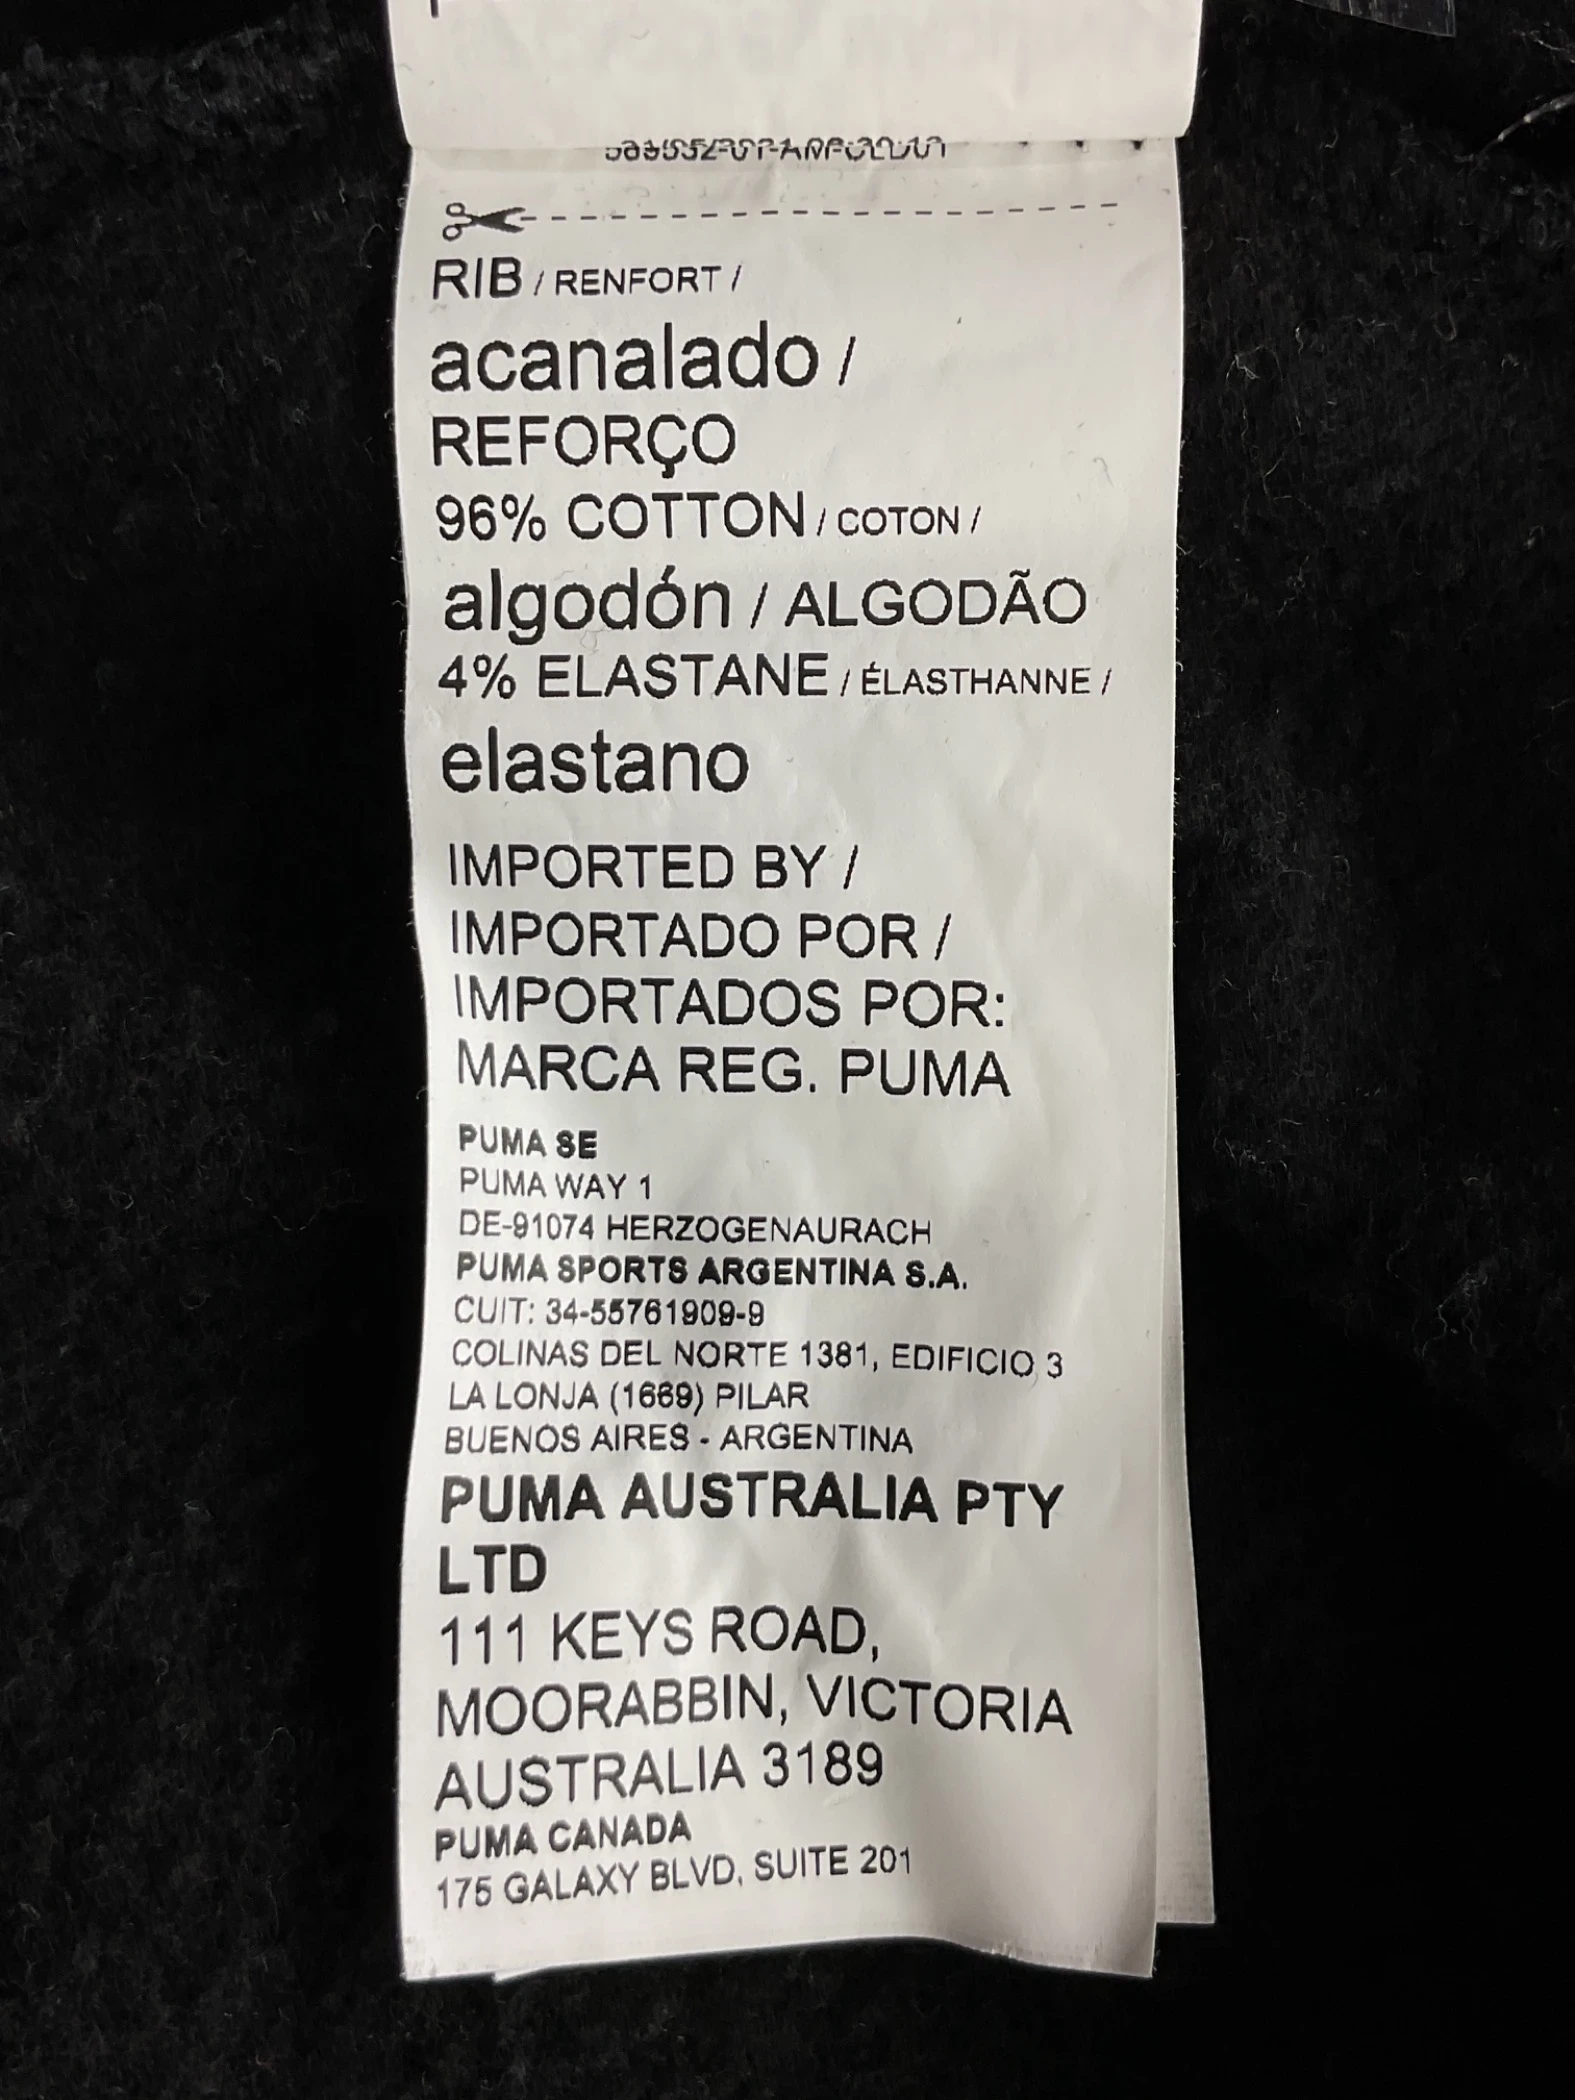 RIB / RENFORT /
acanalado /
REFORÇO
96% COTTON / COTON /
algodón / ALGODÃO
4% ELASTANE / ÉLASTHANNE /
elastano
IMPORTED BY /
IMPORTADO POR /
IMPORTADOS POR:
MARCA REG. PUMA
PUMA SE
PUMA WAY 1
DE-91074 HERZOGENAURACH
PUMA SPORTS ARGENTINA S.A.
CUIT: 34-55761909-9
COLINAS DEL NORTE 1381, EDIFICIO 3
LA LONJA (1669) PILAR
BUENOS AIRES - ARGENTINA
PUMA AUSTRALIA PTY
LTD
111 KEYS ROAD,
MOORABBIN, VICTORIA
AUSTRALIA 3189
PUMA CANADA
175 GALAXY BLVD, SUITE 201